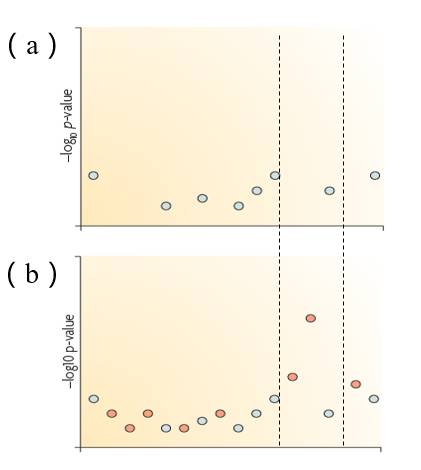 ( a )
–log₁₀ p-value
( b )
–log10 p-value